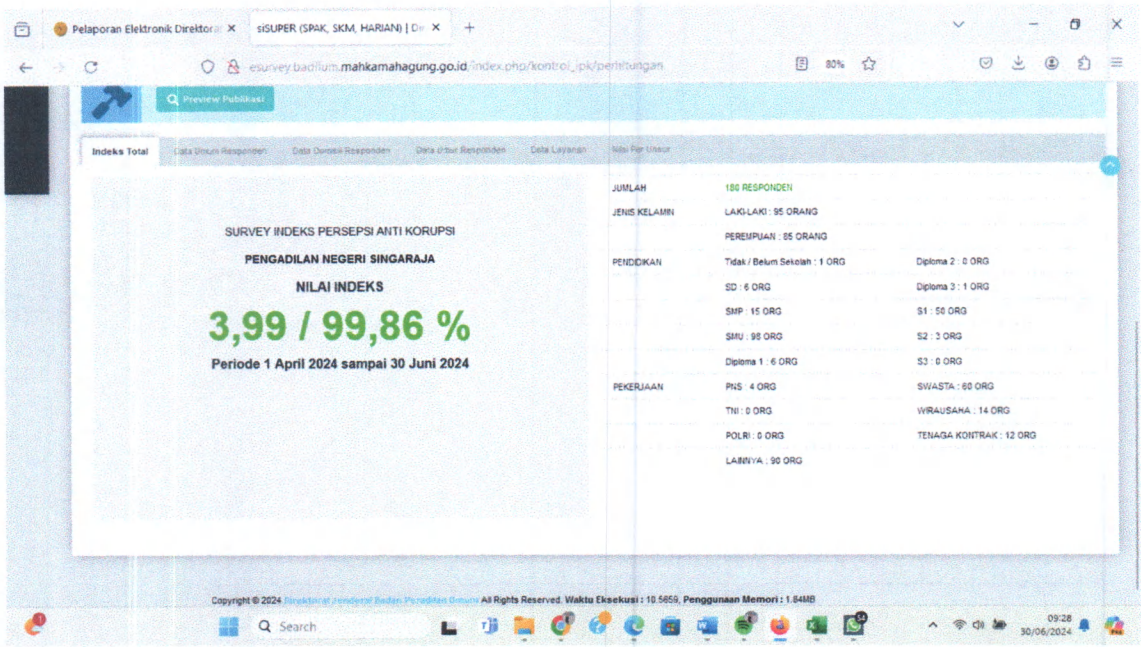 Pelaporan Elektronik Direktorat
siSUPER (SPAK, SKM, HARIAN) | Dir
esurvey.badilum.mahkamahagung.go.id/index.php/kontrol_ipk/perhitungan
80%
Preview Publikasi
Indeks Total
Data Umum Responden
Data Domisili Responden
Data Umur Responden
Data Layanan
Nilai Per Unsur
SURVEY INDEKS PERSEPSI ANTI KORUPSI
PENGADILAN NEGERI SINGARAJA
NILAI INDEKS
3,99 / 99,86 %
Periode 1 April 2024 sampai 30 Juni 2024
JUMLAH 180 RESPONDEN
JENIS KELAMIN LAKI-LAKI : 95 ORANG
PEREMPUAN : 85 ORANG
PENDIDIKAN Tidak / Belum Sekolah : 1 ORG Diploma 2 : 0 ORG
SD : 6 ORG Diploma 3 : 1 ORG
SMP : 15 ORG S1 : 50 ORG
SMU : 98 ORG S2 : 3 ORG
Diploma 1 : 6 ORG S3 : 0 ORG
PEKERJAAN PNS : 4 ORG SWASTA : 60 ORG
TNI : 0 ORG WIRAUSAHA : 14 ORG
POLRI : 0 ORG TENAGA KONTRAK : 12 ORG
LAINNYA : 90 ORG
Copyright © 2024 Direktorat Jenderal Badan Peradilan Umum All Rights Reserved. Waktu Eksekusi : 10.5659, Penggunaan Memori : 1.84MB
Search
54
09:28
30/06/2024